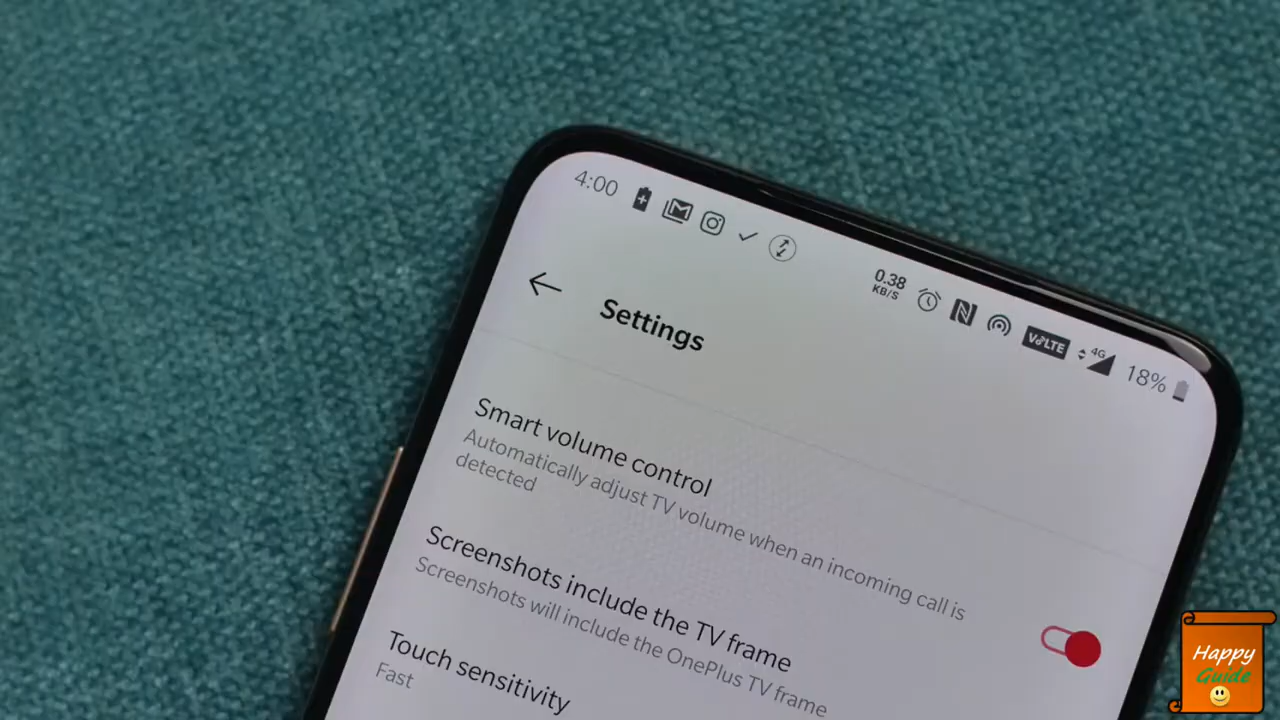 4:00
0.38
KB/S
VoLTE
4G
18%
Settings
Smart volume control
Automatically adjust TV volume when an incoming call is
detected
Screenshots include the TV frame
Screenshots will include the OnePlus TV frame
Touch sensitivity
Fast
Happy
Guide